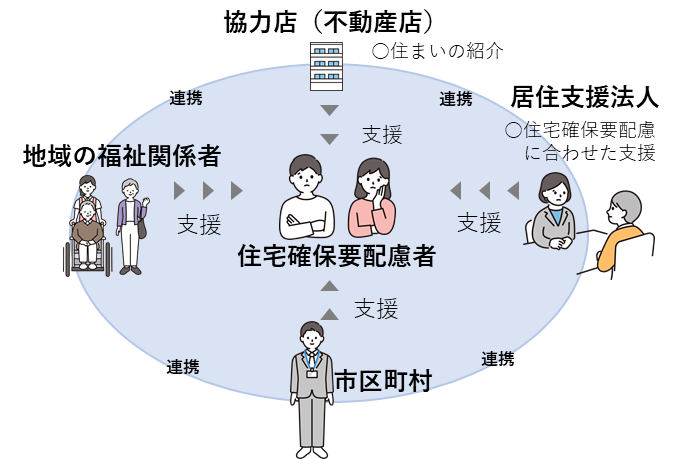 協力店（不動産店）
○住まいの紹介
連携
連携
居住支援法人
○住宅確保要配慮
に合わせた支援
支援
地域の福祉関係者
支援
支援
住宅確保要配慮者
支援
連携
連携
市区町村